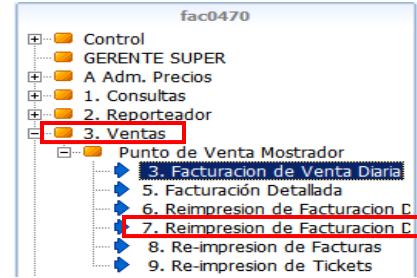 fac0470
Control
GERENTE SUPER
A Adm. Precios
1. Consultas
2. Reporteador
3. Ventas
Punto de Venta Mostrador
3. Facturacion de Venta Diaria
5. Facturación Detallada
6. Reimpresion de Facturacion D
7. Reimpresion de Facturacion D
8. Re-impresion de Facturas
9. Re-impresion de Tickets